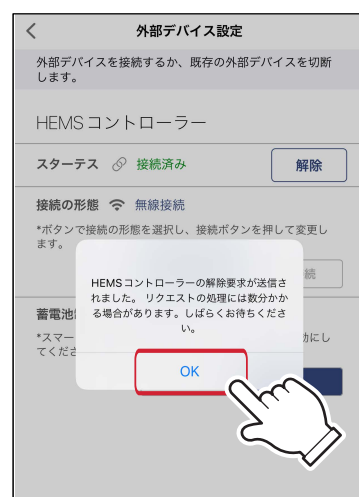 外部デバイス設定
外部デバイスを接続するか、既存の外部デバイスを切断
します。
HEMSコントローラー
スターテス 接続済み 解除
接続の形態 無線接続
*ボタンで接続の形態を選択し、接続ボタンを押して変更し
ます。
続
HEMSコントローラーの解除要求が送信さ
れました。 リクエストの処理には数分かか
る場合があります。しばらくお待ちくださ
い。
蓄電池
*スマー
効にし
てくださ
OK